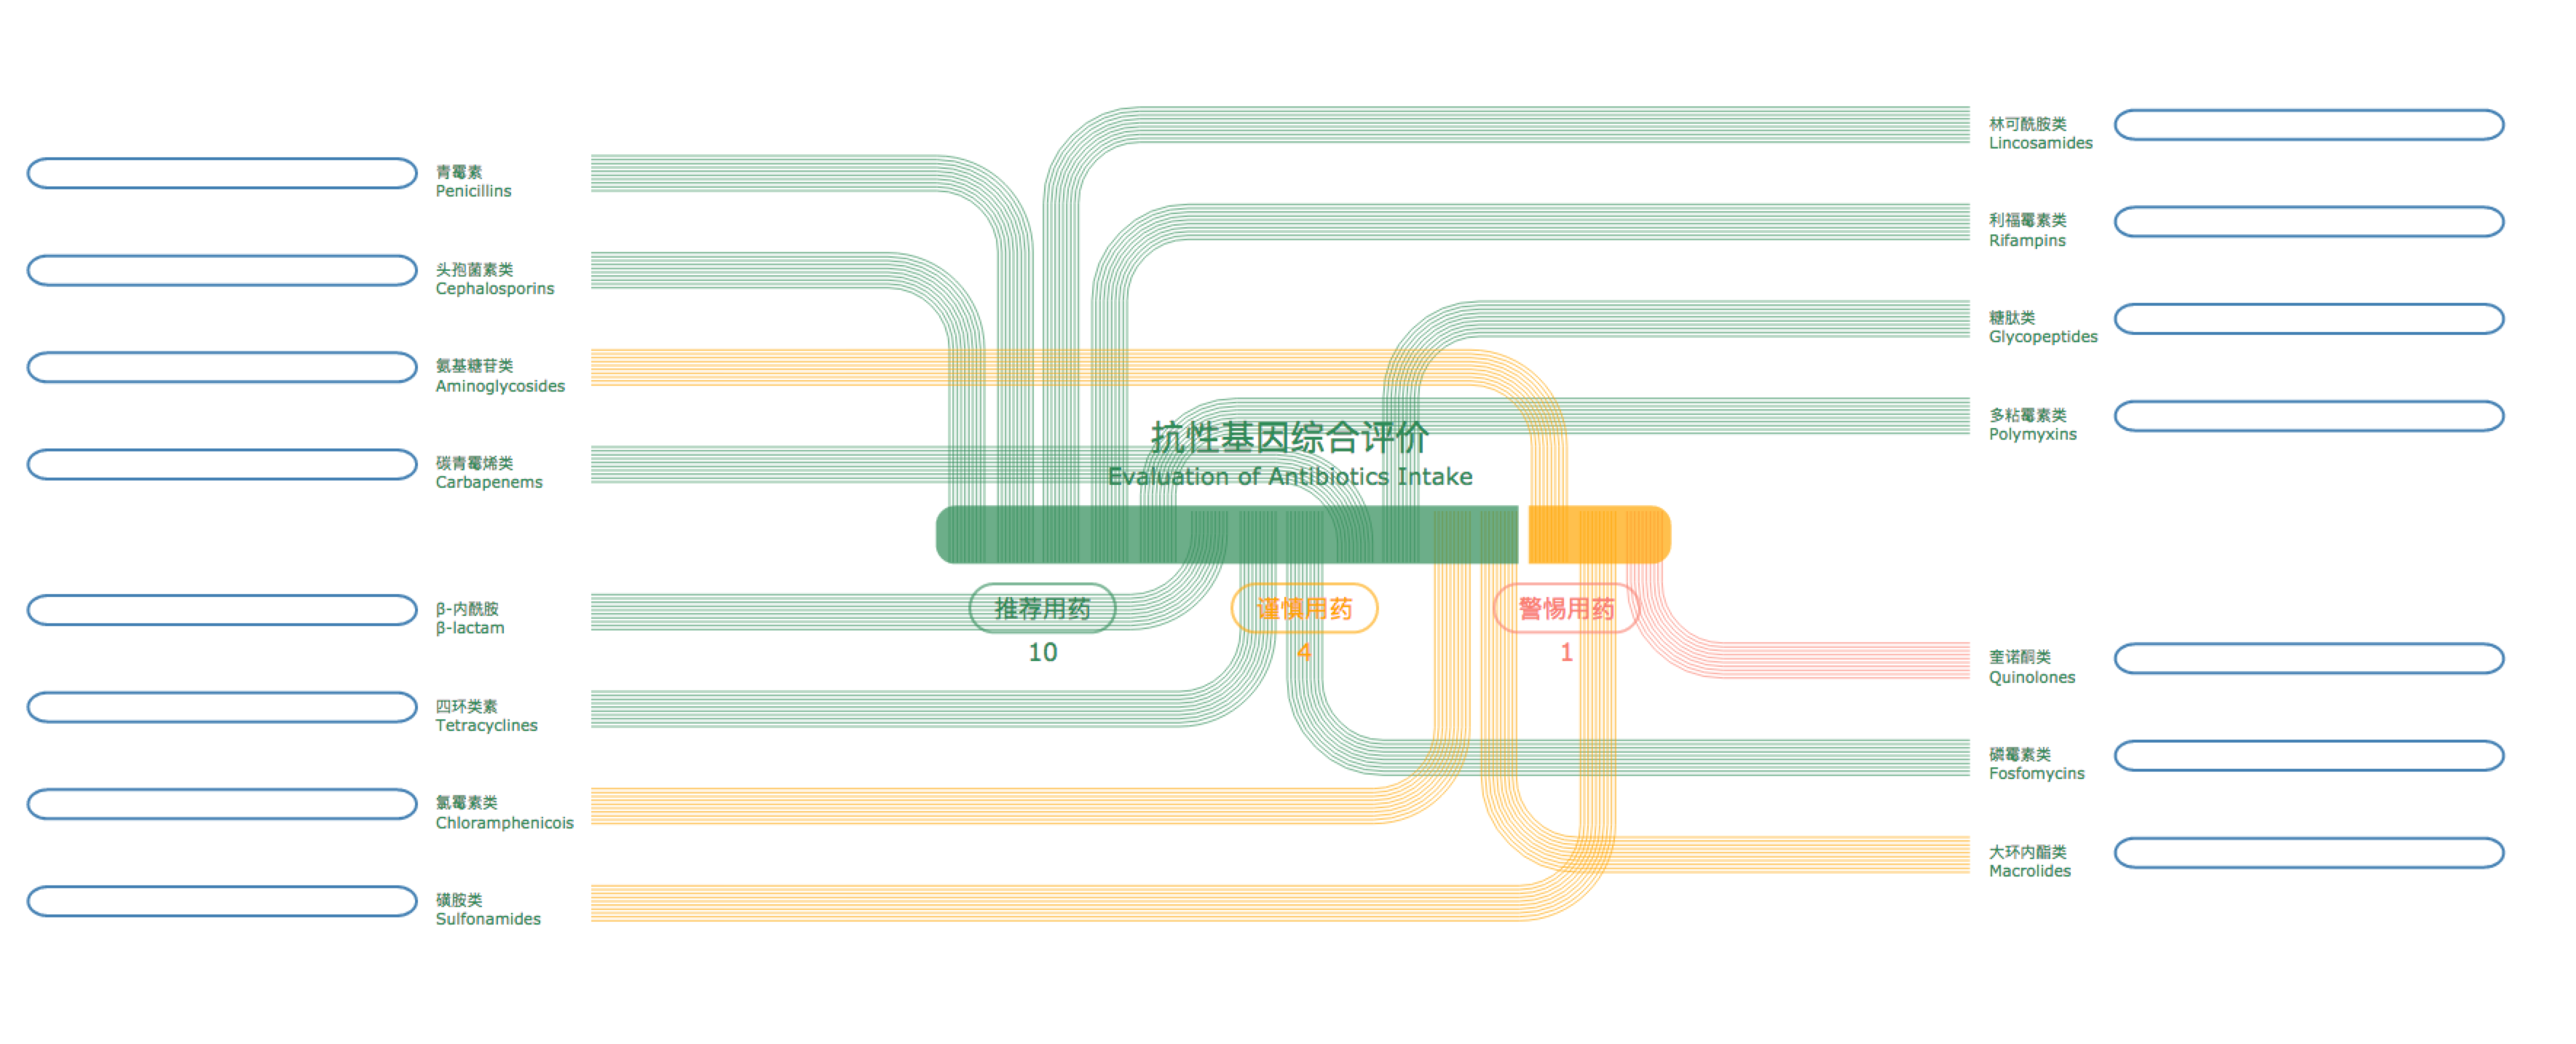 青霉素
Penicillins
头孢菌素类
Cephalosporins
氨基糖苷类
Aminoglycosides
碳青霉烯类
Carbapenems
β-内酰胺
β-lactam
四环类素
Tetracyclines
氯霉素类
Chloramphenicois
磺胺类
Sulfonamides
抗性基因综合评价
Evaluation of Antibiotics Intake
推荐用药
10
谨慎用药
4
警惕用药
1
林可酰胺类
Lincosamides
利福霉素类
Rifampins
糖肽类
Glycopeptides
多粘霉素类
Polymyxins
奎诺酮类
Quinolones
磷霉素类
Fosfomycins
大环内酯类
Macrolides